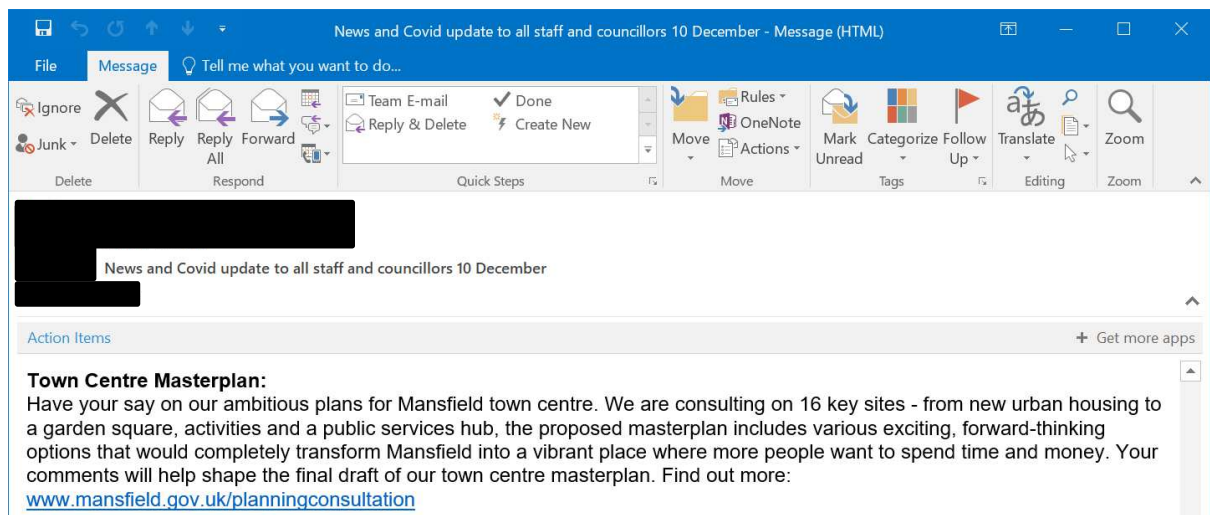 News and Covid update to all staff and councillors 10 December - Message (HTML)
File Message Tell me what you want to do...
Ignore
Junk
Delete
Reply
Reply All
Forward
Team E-mail
Reply & Delete
Done
Create New
Move
Rules
OneNote
Actions
Mark Unread
Categorize
Follow Up
Translate
Zoom
Delete Respond Quick Steps Move Tags Editing Zoom
News and Covid update to all staff and councillors 10 December
Action Items + Get more apps
Town Centre Masterplan:
Have your say on our ambitious plans for Mansfield town centre. We are consulting on 16 key sites - from new urban housing to
a garden square, activities and a public services hub, the proposed masterplan includes various exciting, forward-thinking
options that would completely transform Mansfield into a vibrant place where more people want to spend time and money. Your
comments will help shape the final draft of our town centre masterplan. Find out more:
www.mansfield.gov.uk/planningconsultation